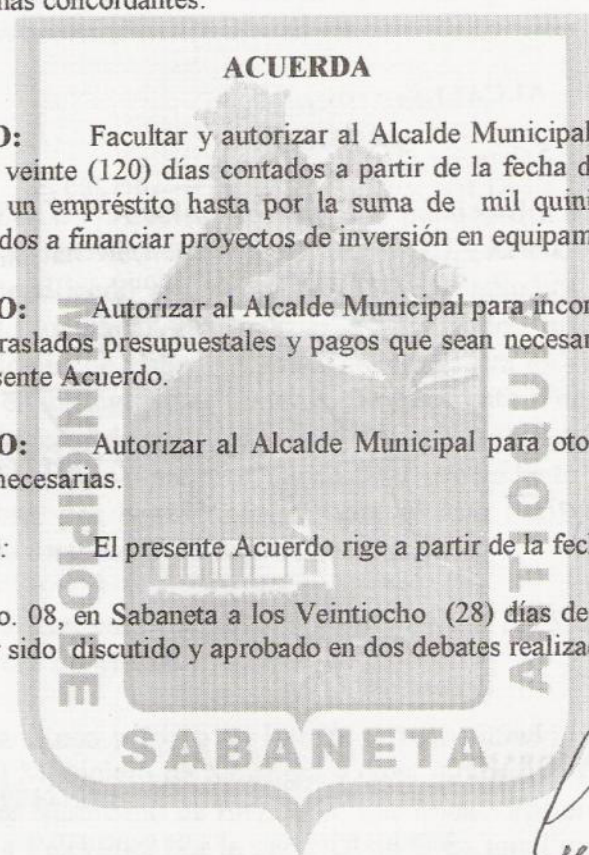 mas concordantes.
ACUERDA
O: Facultar y autorizar al Alcalde Municipal
veinte (120) días contados a partir de la fecha d
un empréstito hasta por la suma de mil quini
dos a financiar proyectos de inversión en equipam
O: Autorizar al Alcalde Municipal para incor
raslados presupuestales y pagos que sean necesar
sente Acuerdo.
O: Autorizar al Alcalde Municipal para oto
necesarias.
: El presente Acuerdo rige a partir de la fech
o. 08, en Sabaneta a los Veintiocho (28) días de
sido discutido y aprobado en dos debates realiza
MUNICIPIO DE
ANTIOQUIA
SABANETA